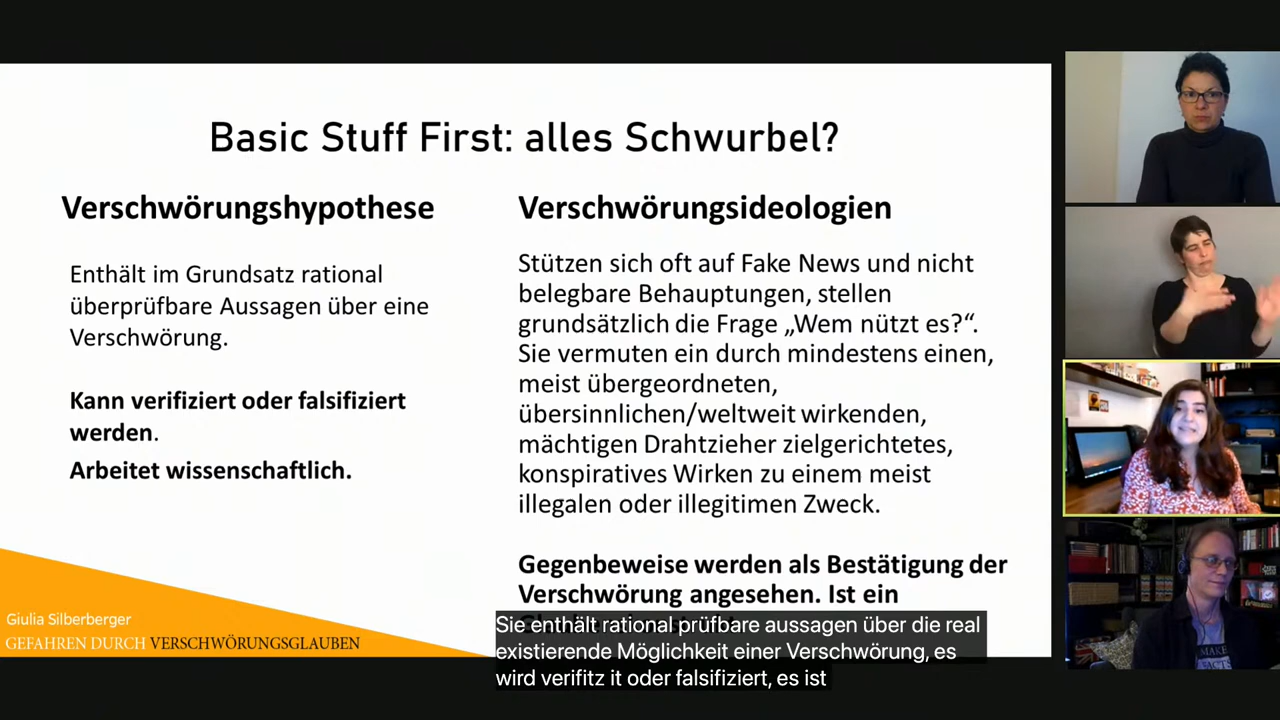 Basic Stuff First: alles Schwurbel?
Verschwörungshypothese
Enthält im Grundsatz rational
überprüfbare Aussagen über eine
Verschwörung.
Kann verifiziert oder falsifiziert
werden.
Arbeitet wissenschaftlich.
Verschwörungsideologien
Stützen sich oft auf Fake News und nicht
belegbare Behauptungen, stellen
grundsätzlich die Frage „Wem nützt es?“.
Sie vermuten ein durch mindestens einen,
meist übergeordneten,
übersinnlichen/weltweit wirkenden,
mächtigen Drahtzieher zielgerichtetes,
konspiratives Wirken zu einem meist
illegalen oder illegitimen Zweck.
Gegenbeweise werden als Bestätigung der
Verschwörung angesehen. Ist ein
Giulia Silberberger
GEFAHREN DURCH VERSCHWÖRUNGSGLAUBEN
Sie enthält rational prüfbare aussagen über die real
existierende Möglichkeit einer Verschwörung, es
wird verifitz it oder falsifiziert, es ist
MAKE
FACTS